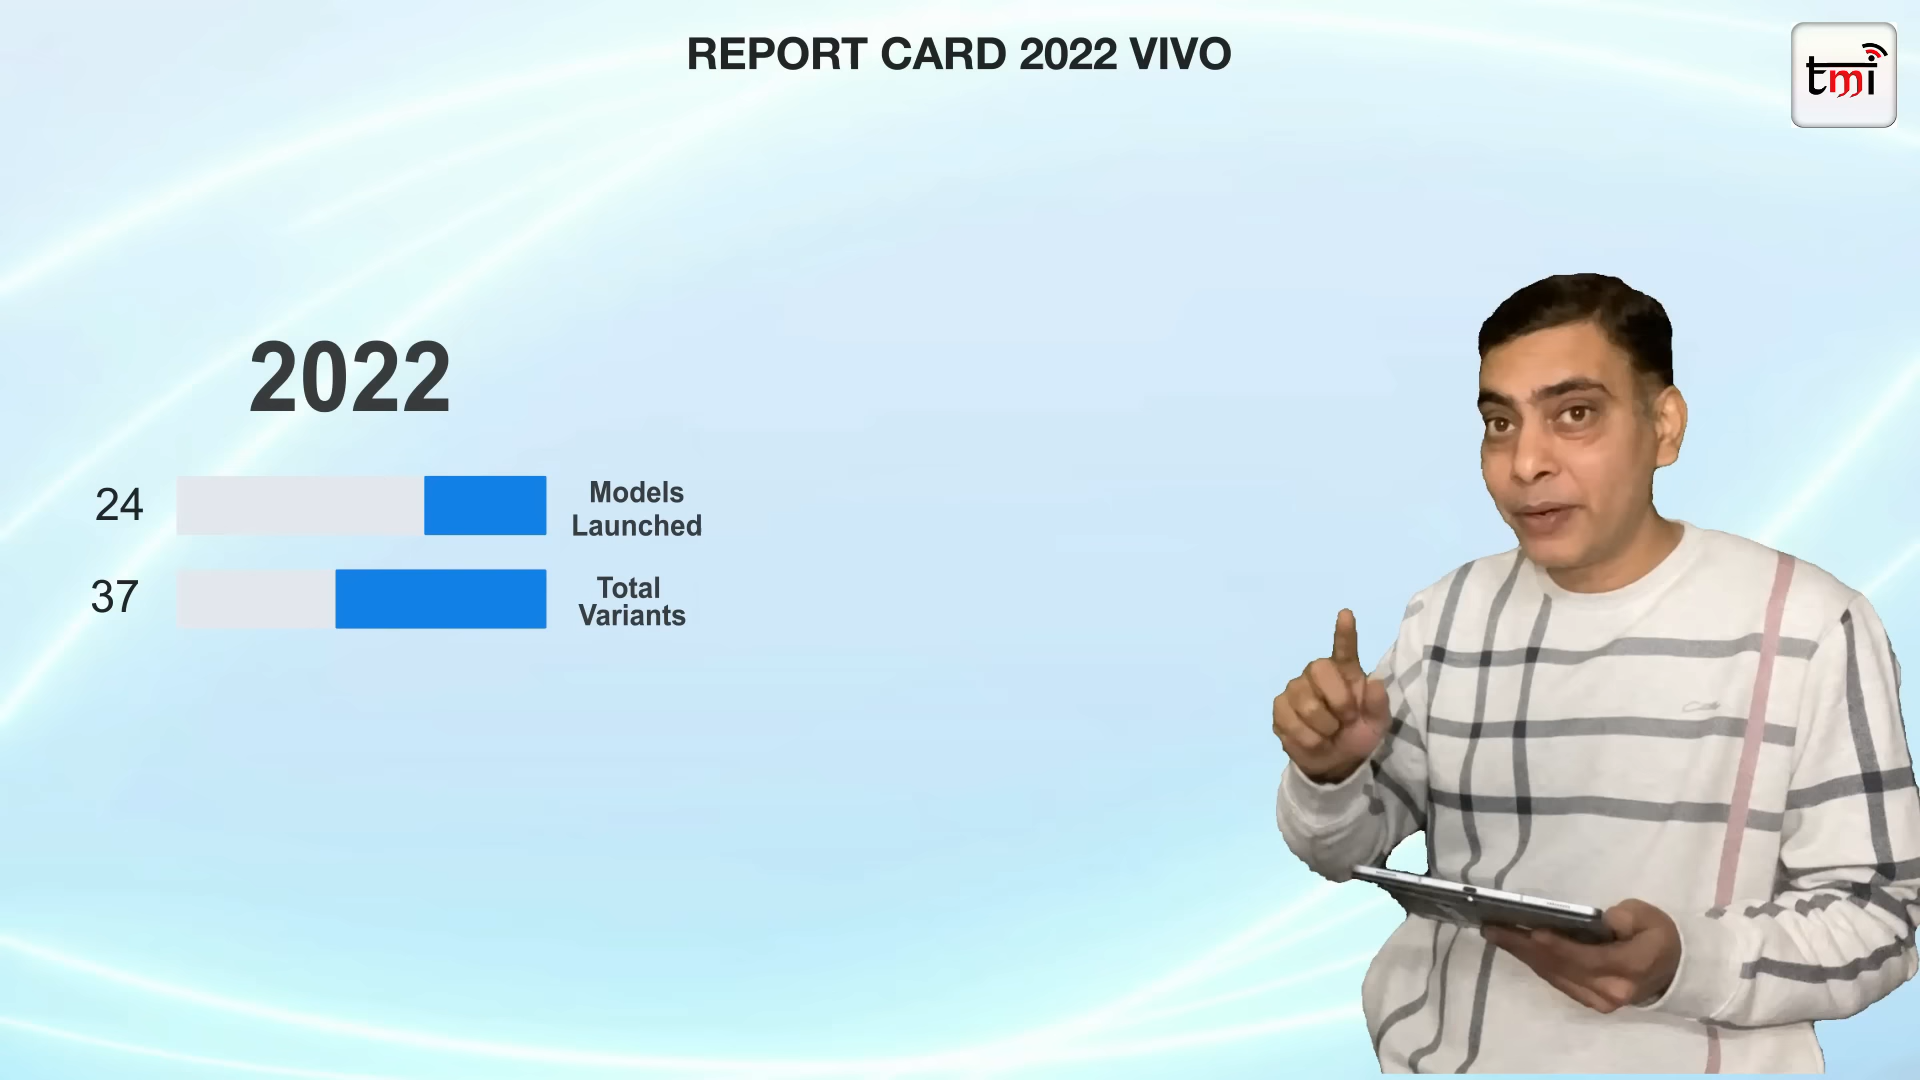 REPORT CARD 2022 VIVO
tmi
2022
24
Models
Launched
37
Total
Variants